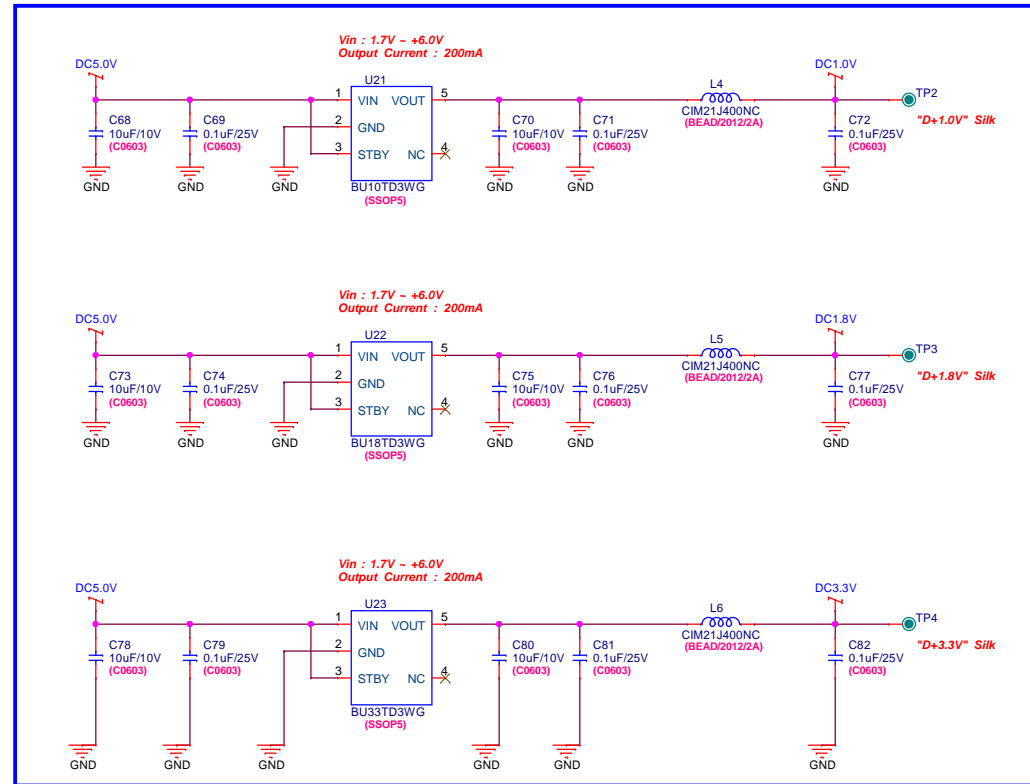 Vin : 1.7V ~ +6.0V
Output Current : 200mA
DC5.0V
U21
L4
DC1.0V
TP2
1
VIN
VOUT
5
2
GND
3
STBY
NC
4
C68
10uF/10V
(C0603)
C69
0.1uF/25V
(C0603)
C70
10uF/10V
(C0603)
C71
0.1uF/25V
(C0603)
CIM21J400NC
(BEAD/2012/2A)
C72
0.1uF/25V
(C0603)
"D+1.0V" Silk
BU10TD3WG
(SSOP5)
GND
GND
GND
GND
GND
GND
Vin : 1.7V ~ +6.0V
Output Current : 200mA
DC5.0V
U22
L5
DC1.8V
TP3
1
VIN
VOUT
5
2
GND
3
STBY
NC
4
C73
10uF/10V
(C0603)
C74
0.1uF/25V
(C0603)
C75
10uF/10V
(C0603)
C76
0.1uF/25V
(C0603)
CIM21J400NC
(BEAD/2012/2A)
C77
0.1uF/25V
(C0603)
"D+1.8V" Silk
BU18TD3WG
(SSOP5)
GND
GND
GND
GND
GND
GND
Vin : 1.7V ~ +6.0V
Output Current : 200mA
DC5.0V
U23
L6
DC3.3V
TP4
1
VIN
VOUT
5
2
GND
3
STBY
NC
4
C78
10uF/10V
(C0603)
C79
0.1uF/25V
(C0603)
C80
10uF/10V
(C0603)
C81
0.1uF/25V
(C0603)
CIM21J400NC
(BEAD/2012/2A)
C82
0.1uF/25V
(C0603)
"D+3.3V" Silk
BU33TD3WG
(SSOP5)
GND
GND
GND
GND
GND
GND